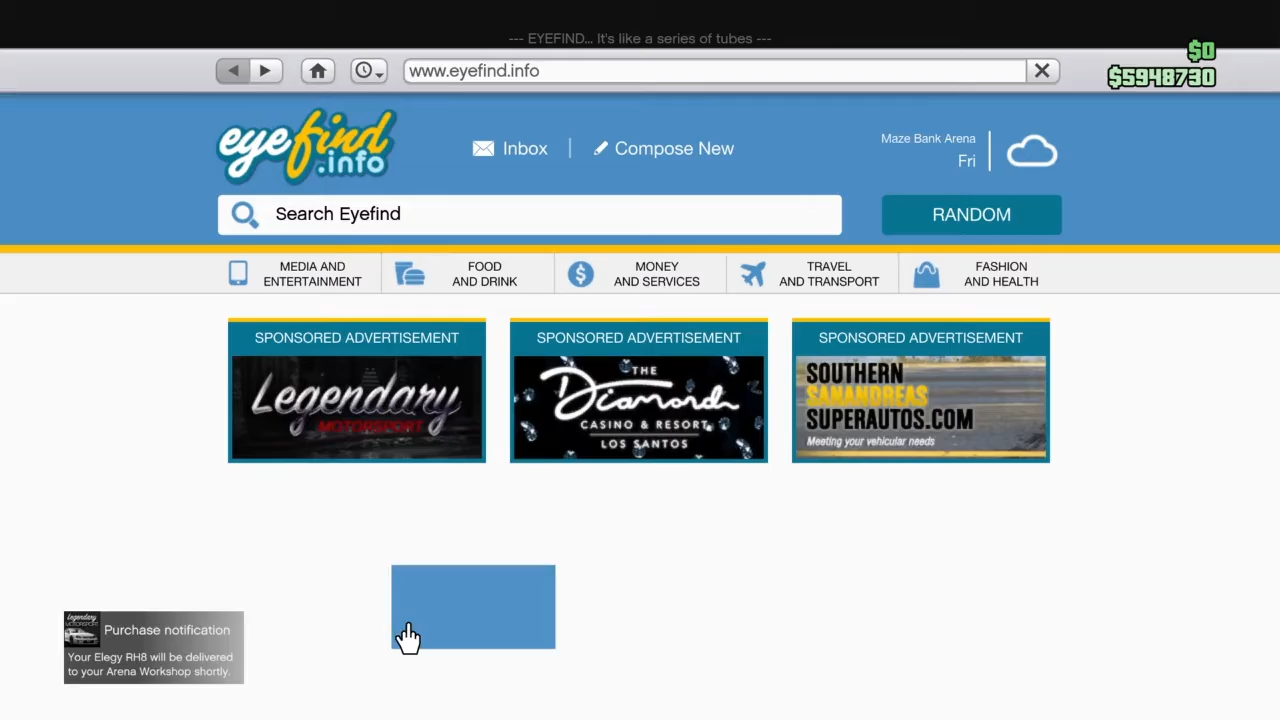 --- EYEFIND... It's like a series of tubes ---
$0
www.eyefind.info
$5948730
eyefind.info
Inbox
Compose New
Maze Bank Arena
Fri
Search Eyefind
RANDOM
MEDIA AND
ENTERTAINMENT
FOOD
AND DRINK
MONEY
AND SERVICES
TRAVEL
AND TRANSPORT
FASHION
AND HEALTH
SPONSORED ADVERTISEMENT
Legendary
MOTORSPORT
SPONSORED ADVERTISEMENT
THE
Diamond
CASINO & RESORT
LOS SANTOS
SPONSORED ADVERTISEMENT
SOUTHERN
SANANDREAS
SUPERAUTOS.COM
Meeting your vehicular needs
Legendary
MOTORSPORT
Purchase notification
Your Elegy RH8 will be delivered
to your Arena Workshop shortly.